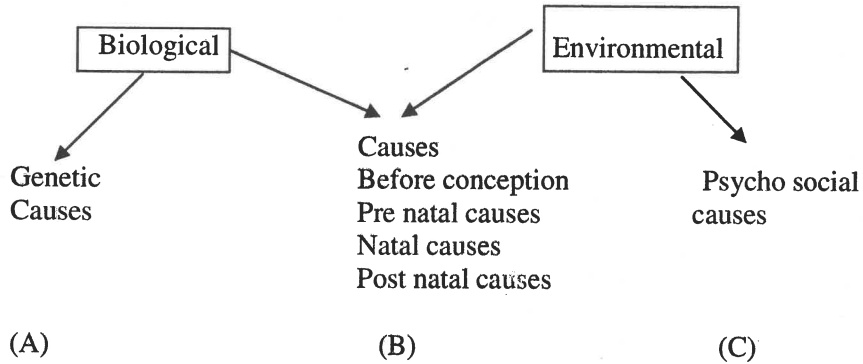 Biological
Environmental
Genetic
Causes
Causes
Before conception
Pre natal causes
Natal causes
Post natal causes
Psycho social
causes
(A)
(B)
(C)